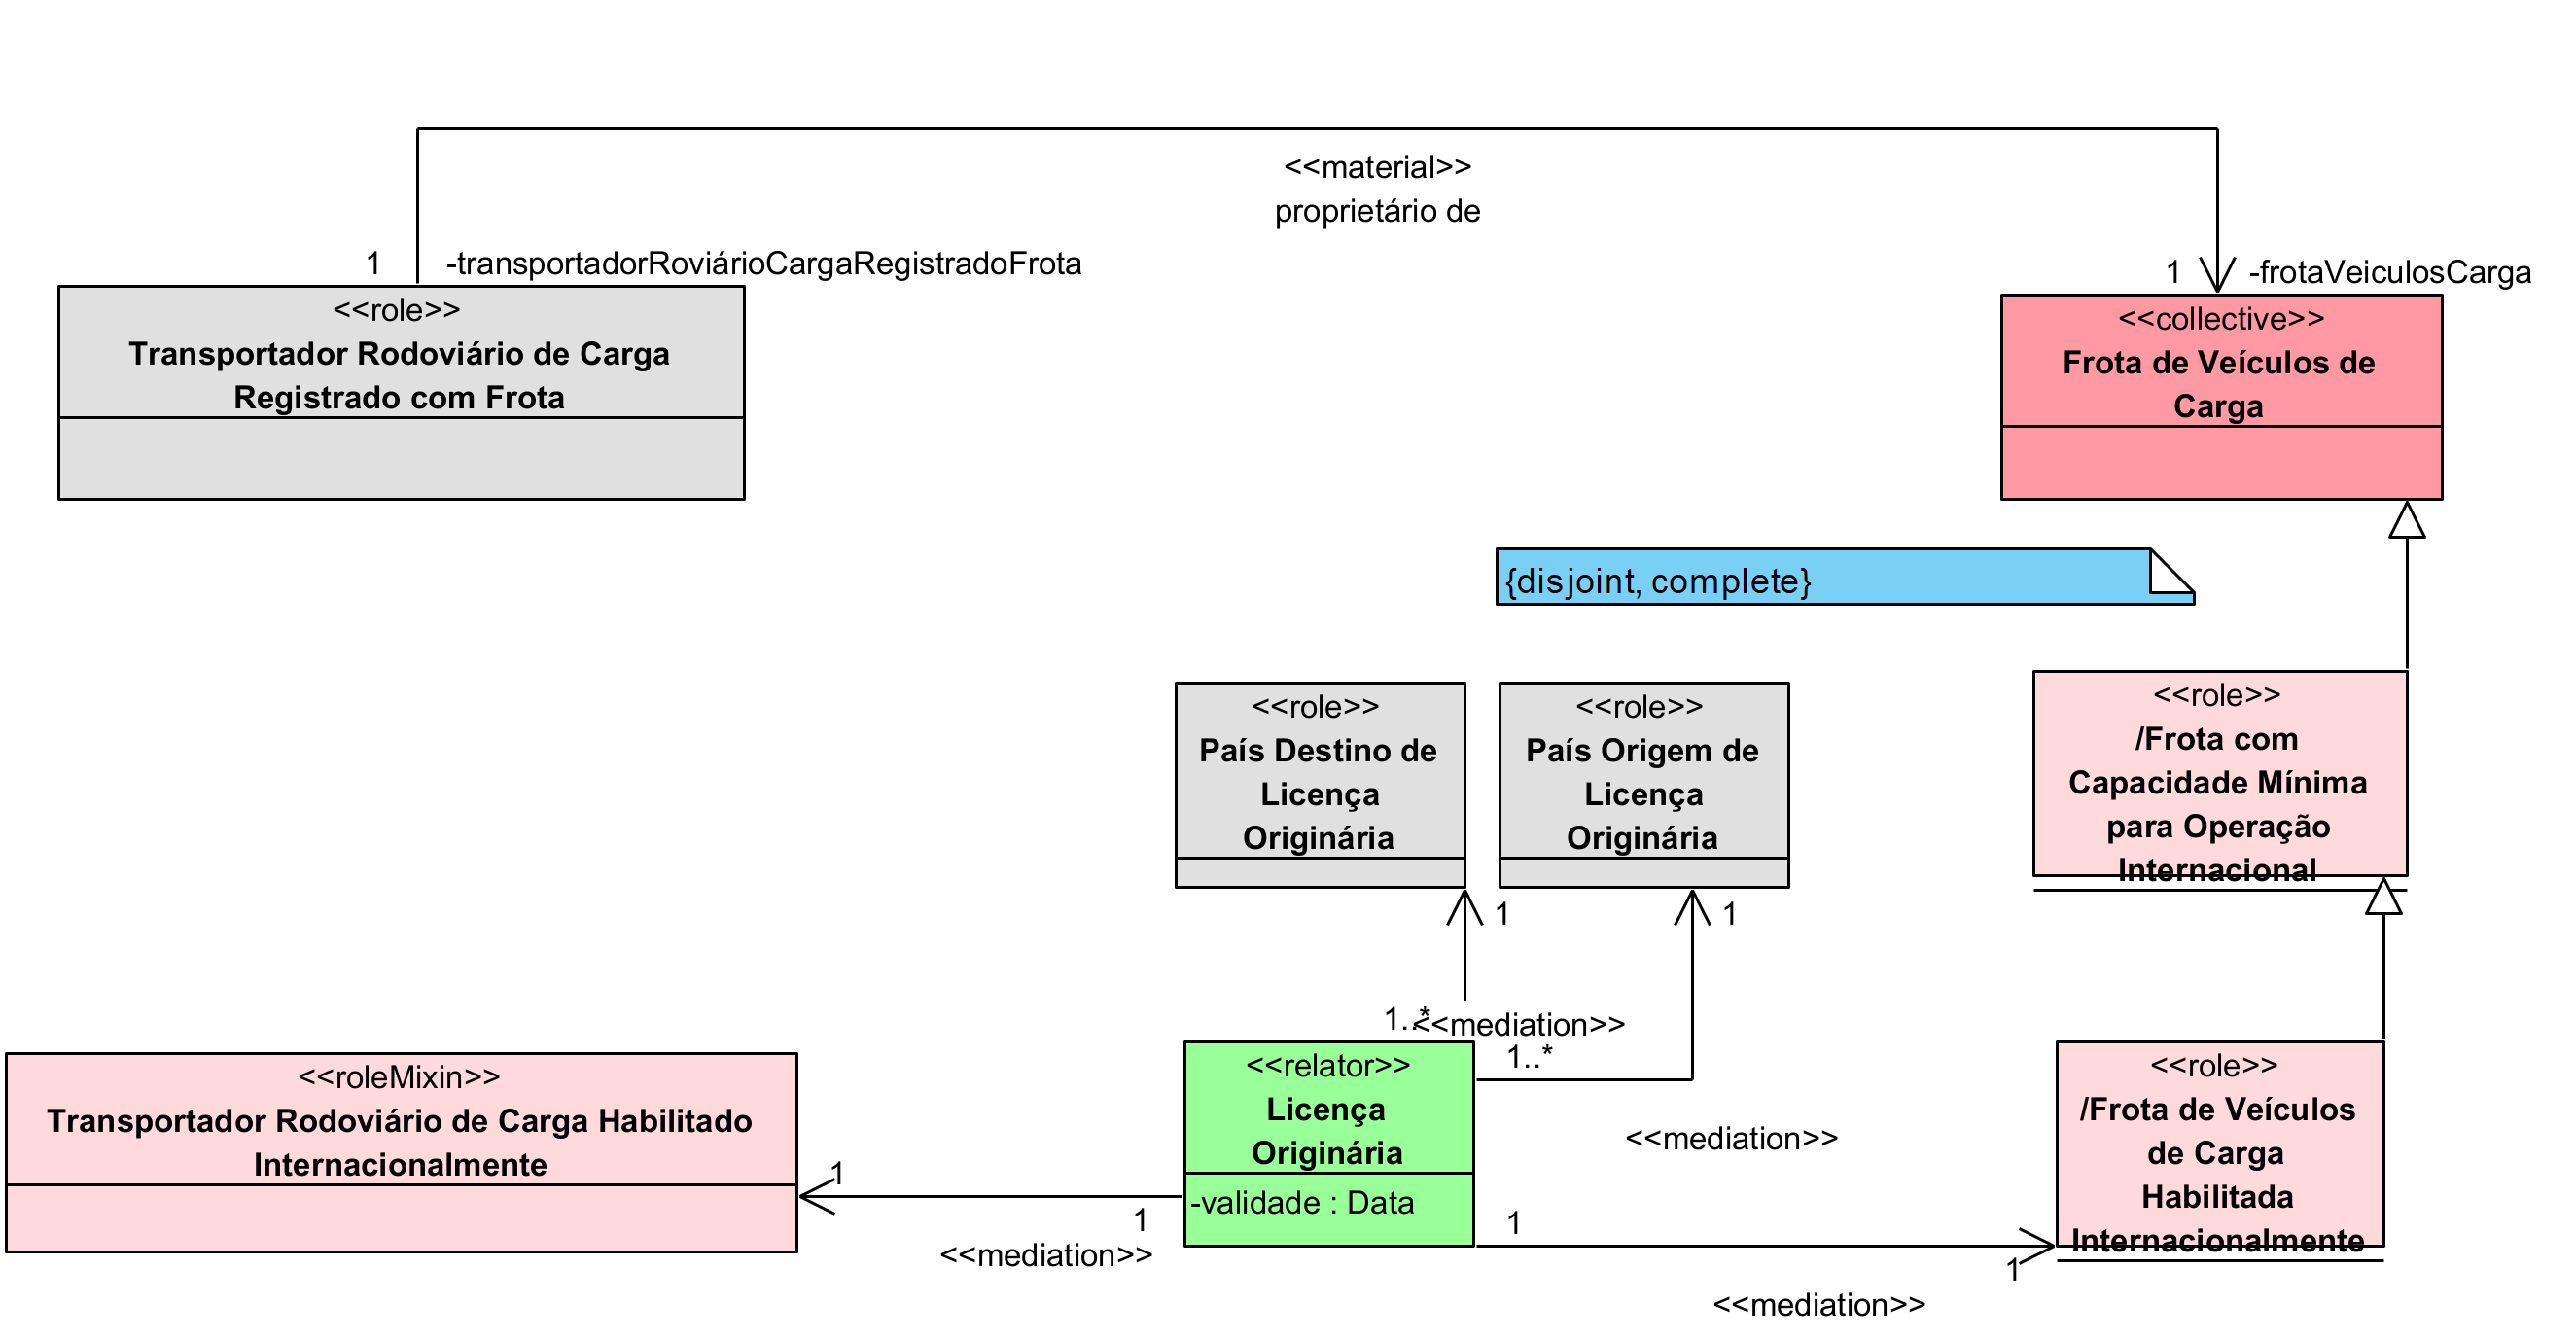 <<material>>
proprietário de
1
-transportadorRoviárioCargaRegistradoFrota
1
-frotaVeiculosCarga
<<role>>
Transportador Rodoviário de Carga
Registrado com Frota
<<collective>>
Frota de Veículos de
Carga
{disjoint, complete}
<<role>>
País Destino de
Licença
Originária
<<role>>
País Origem de
Licença
Originária
<<role>>
/Frota com
Capacidade Mínima
para Operação
Internacional
1
1
1..*
<<mediation>>
1..*
<<mediation>>
<<roleMixin>>
Transportador Rodoviário de Carga Habilitado
Internacionalmente
<<relator>>
Licença
Originária
-validade : Data
<<role>>
/Frota de Veículos
de Carga
Habilitada
Internacionalmente
1
1
<<mediation>>
1
1
<<mediation>>